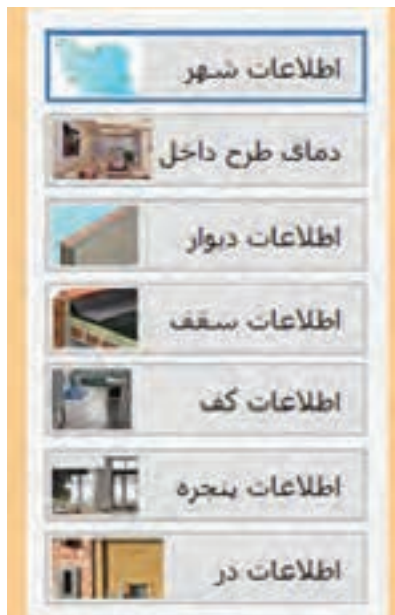 اطلاعات شهر
دمای طرح داخل
اطلاعات دیوار
اطلاعات سقف
اطلاعات کف
اطلاعات پنجره
اطلاعات در